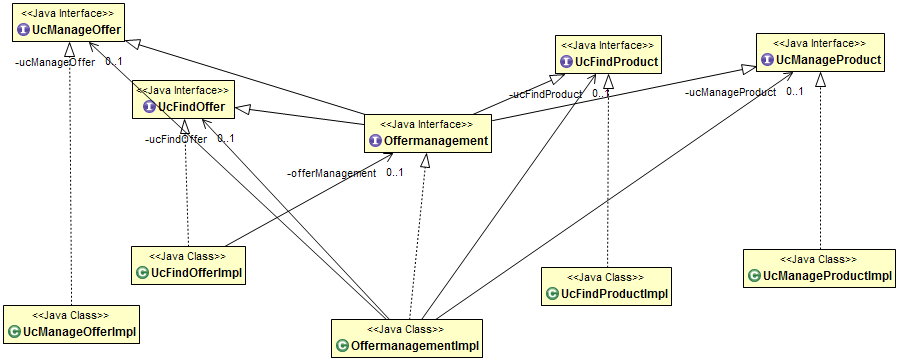 <<Java Interface>>
UcManageOffer
<<Java Interface>>
UcFindProduct
<<Java Interface>>
UcManageProduct
-ucManageOffer 0..1
<<Java Interface>>
UcFindOffer
-ucFindProduct 0..1
-ucManageProduct 0..1
<<Java Interface>>
Offermanagement
-ucFindOffer 0..1
-offerManagement 0..1
<<Java Class>>
UcFindOfferImpl
<<Java Class>>
UcManageProductImpl
<<Java Class>>
UcFindProductImpl
<<Java Class>>
UcManageOfferImpl
<<Java Class>>
OffermanagementImpl